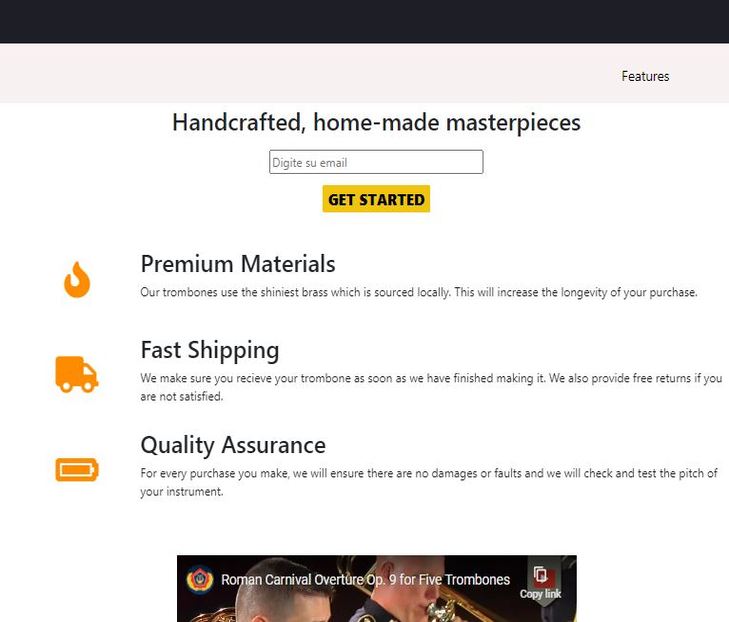 Features
Handcrafted, home-made masterpieces
Digite su email
GET STARTED
Premium Materials
Our trombones use the shiniest brass which is sourced locally. This will increase the longevity of your purchase.
Fast Shipping
We make sure you recieve your trombone as soon as we have finished making it. We also provide free returns if you
are not satisfied.
Quality Assurance
For every purchase you make, we will ensure there are no damages or faults and we will check and test the pitch of
your instrument.
Roman Carnival Overture Op. 9 for Five Trombones
Copy link